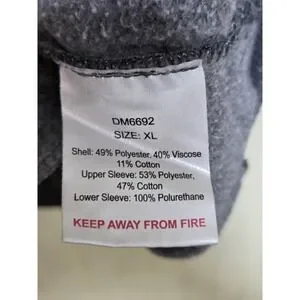 DM6692
SIZE: XL
Shell: 49% Polyester, 40% Viscose
11% Cotton
Upper Sleeve: 53% Polyester,
47% Cotton
Lower Sleeve: 100% Polurethane
KEEP AWAY FROM FIRE